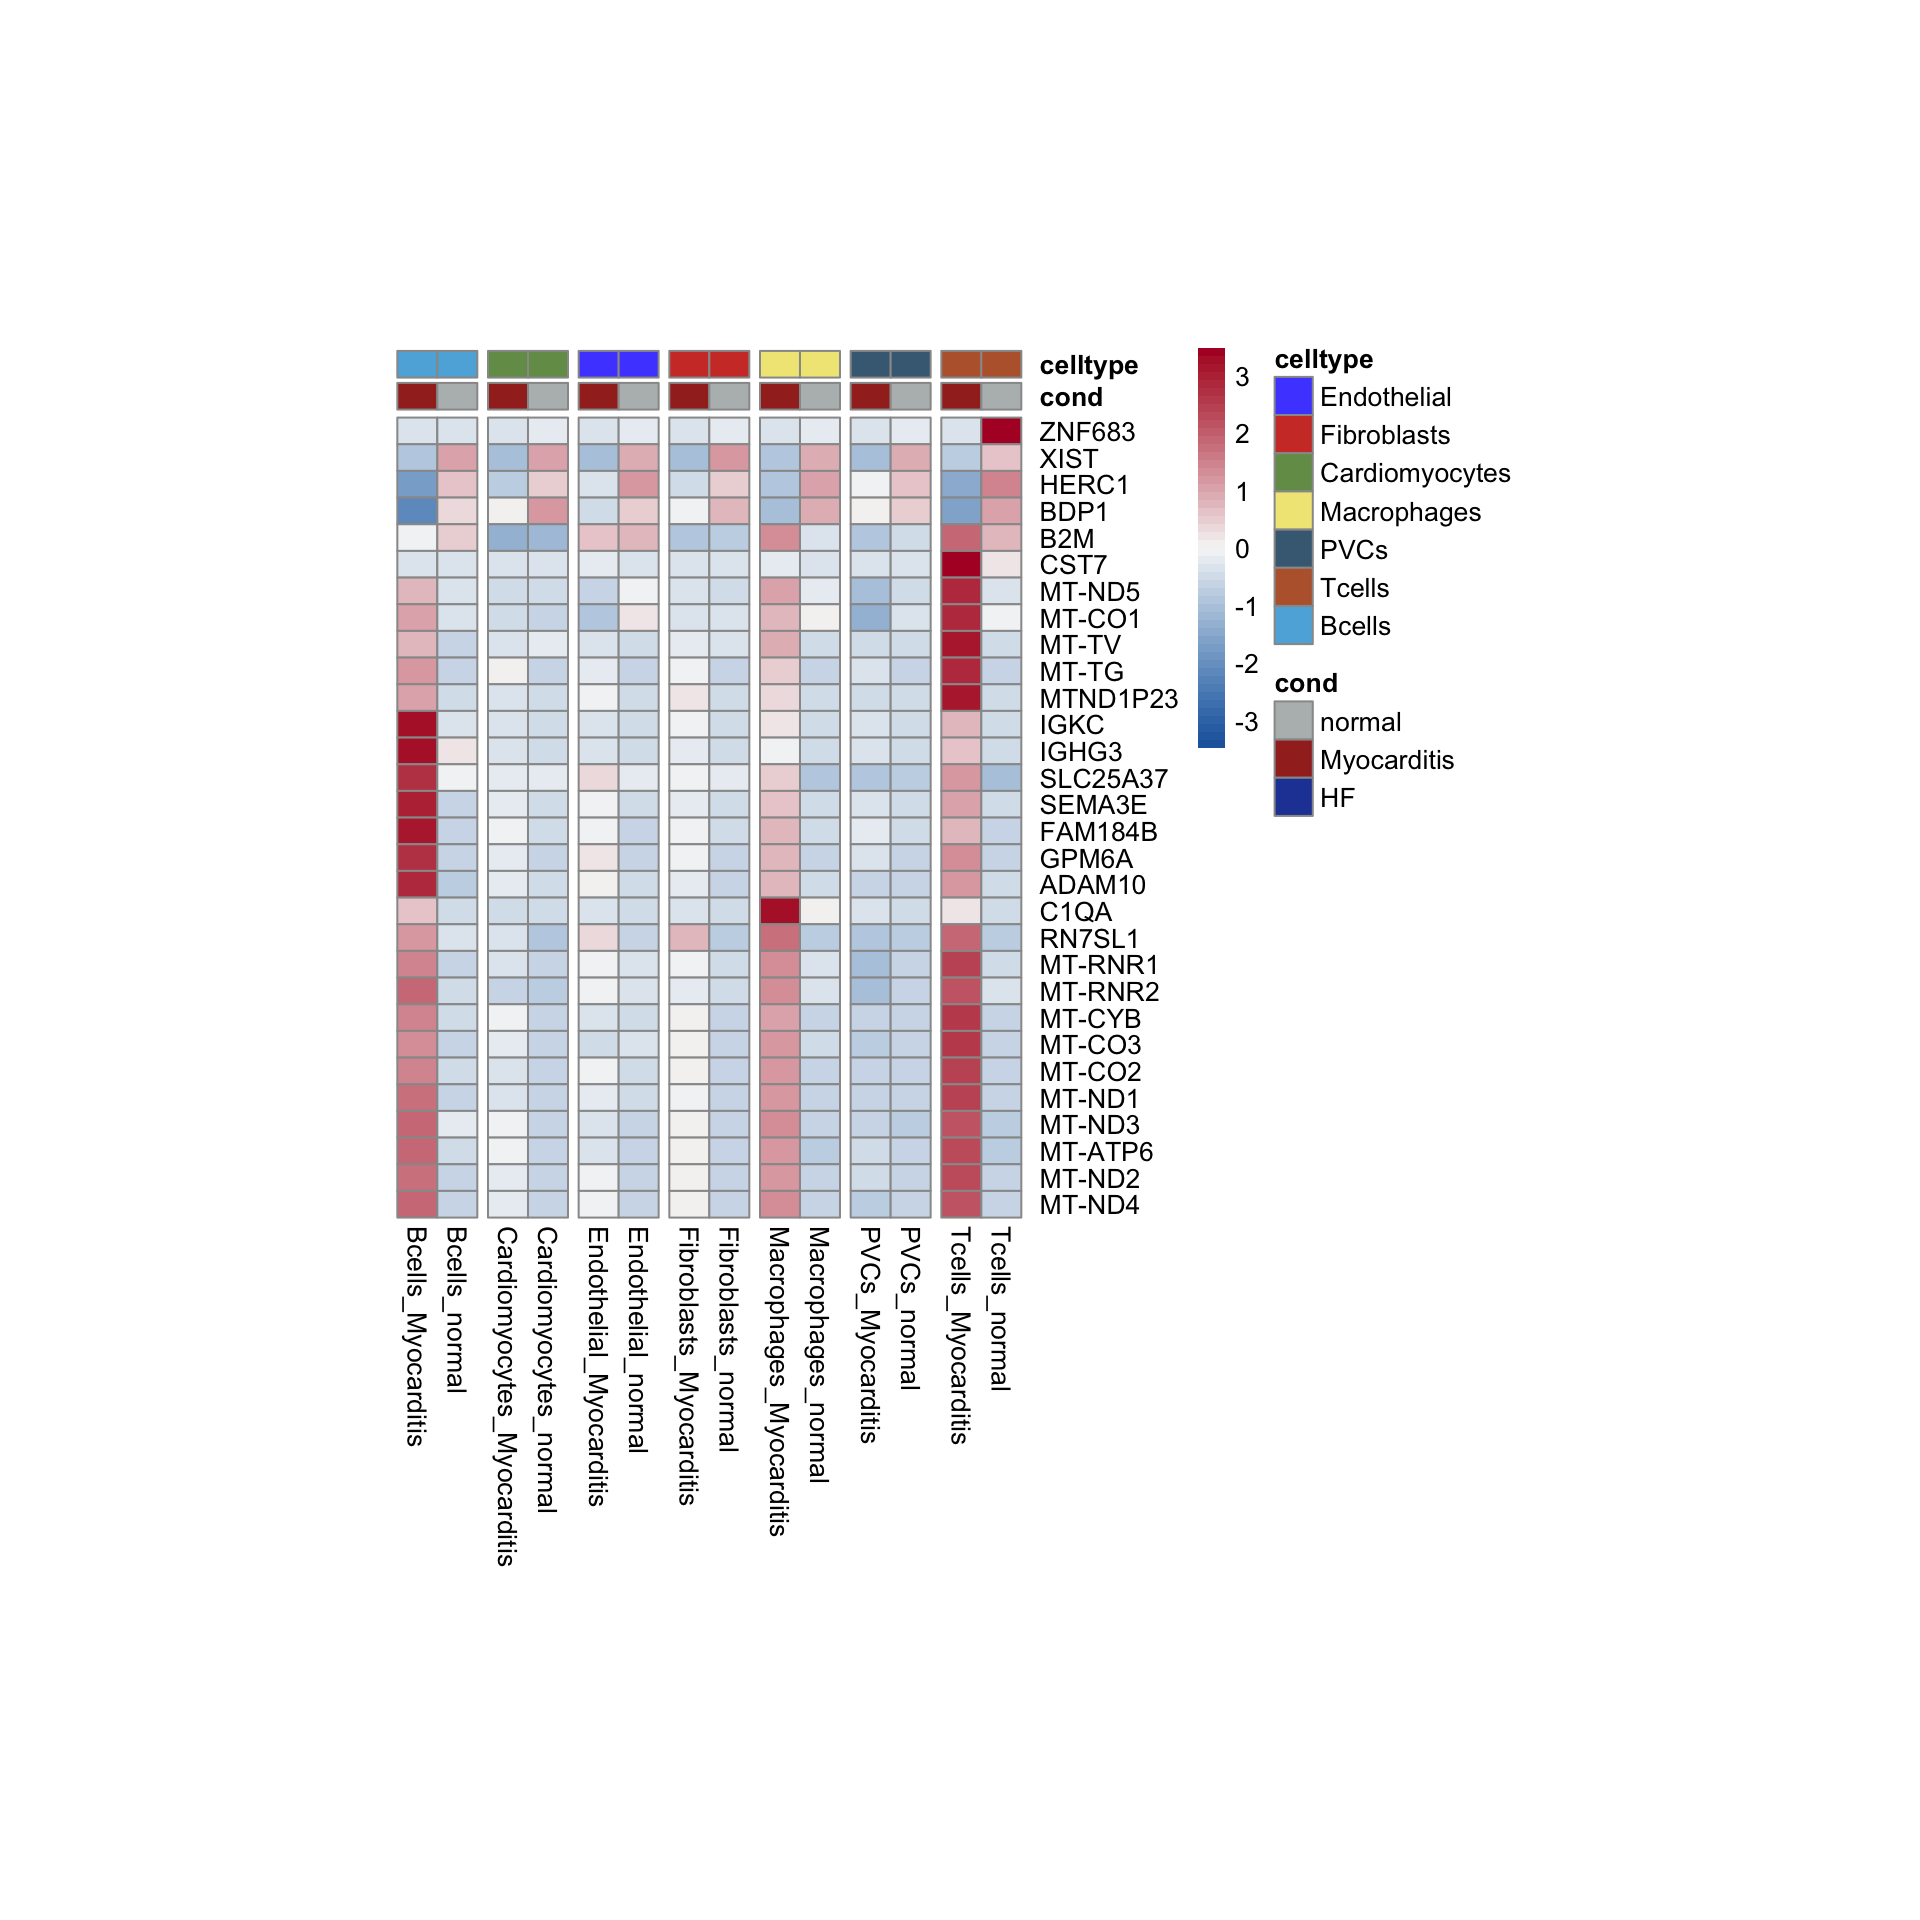 celltype
cond
ZNF683
XIST
HERC1
BDP1
B2M
CST7
MT-ND5
MT-CO1
MT-TV
MT-TG
MTND1P23
IGKC
IGHG3
SLC25A37
SEMA3E
FAM184B
GPM6A
ADAM10
C1QA
RN7SL1
MT-RNR1
MT-RNR2
MT-CYB
MT-CO3
MT-CO2
MT-ND1
MT-ND3
MT-ATP6
MT-ND2
MT-ND4
Bcells_Myocarditis
Bcells_normal
Cardiomyocytes_Myocarditis
Cardiomyocytes_normal
Endothelial_Myocarditis
Endothelial_normal
Fibroblasts_Myocarditis
Fibroblasts_normal
Macrophages_Myocarditis
Macrophages_normal
PVCs_Myocarditis
PVCs_normal
Tcells_Myocarditis
Tcells_normal
3
2
1
0
-1
-2
-3
celltype
Endothelial
Fibroblasts
Cardiomyocytes
Macrophages
PVCs
Tcells
Bcells
cond
normal
Myocarditis
HF